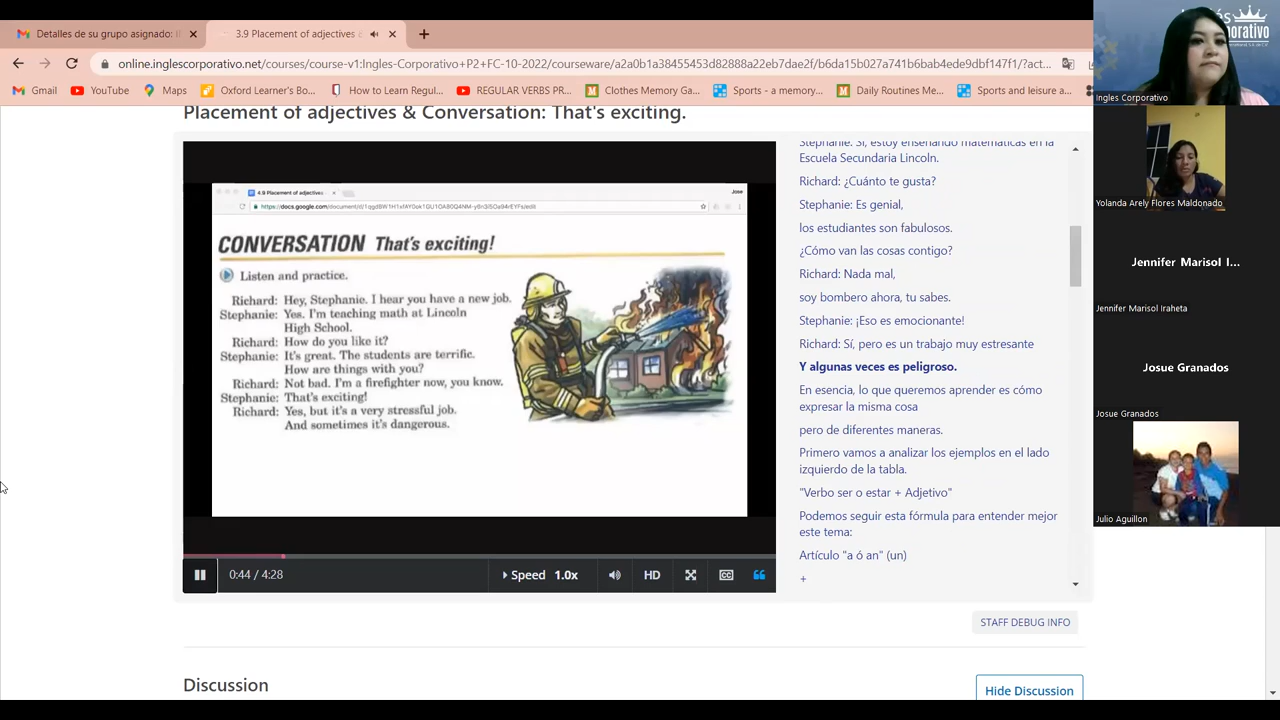 Detalles de su grupo asignado: I
3.9 Placement of adjectives
online.inglescorporativo.net/courses/course-v1:Ingles-Corporativo+P2+FC-10-2022/courseware/a2a0b1a38455453d82888a22eb7dae2f/b6da15b027a741b6bab4ede9dbf147f1/?act...
Gmail
YouTube
Maps
Oxford Learner's Bo...
How to Learn Regul...
REGULAR VERBS PR...
Clothes Memory Ga...
Sports - a memory...
Daily Routines Me...
Sports and leisure a...
Placement of adjectives & Conversation: That's exciting.
4.9 Placement of adjectives
Jose
CONVERSATION That's exciting!
Listen and practice.
Richard: Hey, Stephanie. I hear you have a new job.
Stephanie: Yes. I'm teaching math at Lincoln
High School.
Richard: How do you like it?
Stephanie: It's great. The students are terrific.
How are things with you?
Richard: Not bad. I'm a firefighter now, you know.
Stephanie: That's exciting!
Richard: Yes, but it's a very stressful job.
And sometimes it's dangerous.
0:44 / 4:28
Speed 1.0x
HD
CC
Stephanie: Sí, estoy enseñando matemáticas en la
Escuela Secundaria Lincoln.
Richard: ¿Cuánto te gusta?
Stephanie: Es genial,
los estudiantes son fabulosos.
¿Cómo van las cosas contigo?
Richard: Nada mal,
soy bombero ahora, tu sabes.
Stephanie: ¡Eso es emocionante!
Richard: Sí, pero es un trabajo muy estresante
Y algunas veces es peligroso.
En esencia, lo que queremos aprender es cómo
expresar la misma cosa
pero de diferentes maneras.
Primero vamos a analizar los ejemplos en el lado
izquierdo de la tabla.
"Verbo ser o estar + Adjetivo"
Podemos seguir esta fórmula para entender mejor
este tema:
Artículo "a ó an" (un)
+
STAFF DEBUG INFO
Discussion
Hide Discussion
Ingles Corporativo
Yolanda Arely Flores Maldonado
Jennifer Marisol I...
Jennifer Marisol Iraheta
Josue Granados
Josue Granados
Julio Aguillon